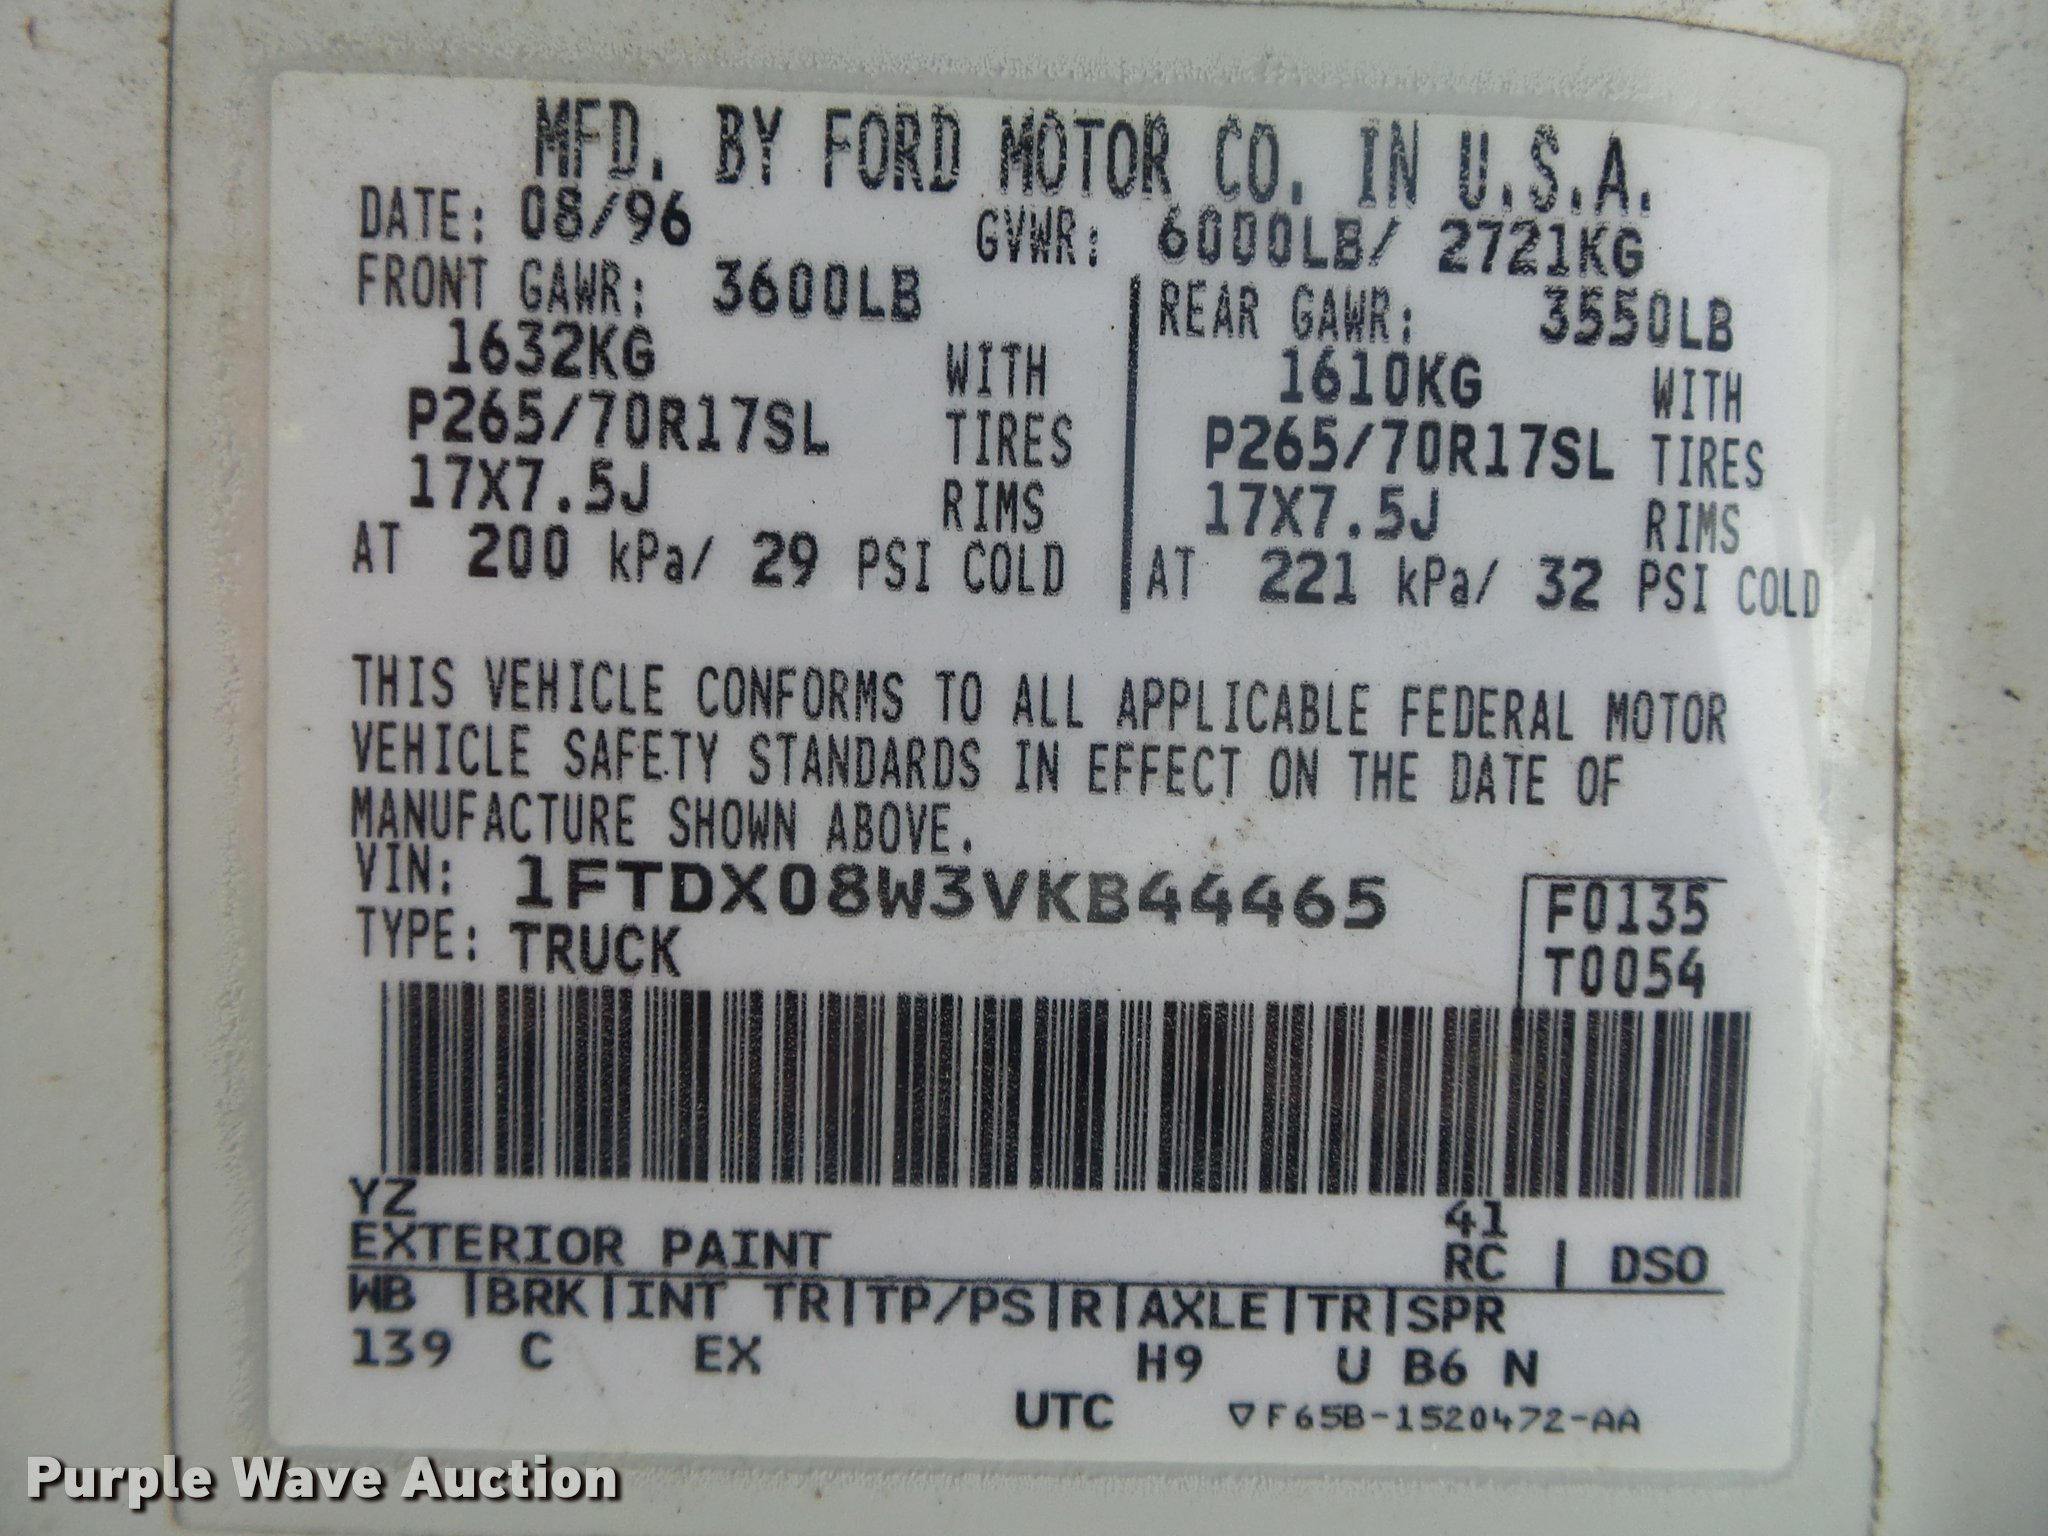 MFD. BY FORD MOTOR CO. IN U.S.A.
DATE: 08/96 GVWR: 6000LB/ 2721KG
FRONT GAWR: 3600LB REAR GAWR: 3550LB
1632KG WITH 1610KG WITH
P265/70R17SL TIRES P265/70R17SL TIRES
17X7.5J RIMS 17X7.5J RIMS
AT 200 kPa/ 29 PSI COLD AT 221 kPa/ 32 PSI COLD
THIS VEHICLE CONFORMS TO ALL APPLICABLE FEDERAL MOTOR
VEHICLE SAFETY STANDARDS IN EFFECT ON THE DATE OF
MANUFACTURE SHOWN ABOVE.
VIN: 1FTDX08W3VKB44465 F0135
TYPE: TRUCK T0054
YZ 41
EXTERIOR PAINT RC | DSO
WB |BRK|INT TR|TP/PS|R|AXLE|TR|SPR
139 C EX H9 U B6 N
UTC ▽F65B-1520472-AA
Purple Wave Auction